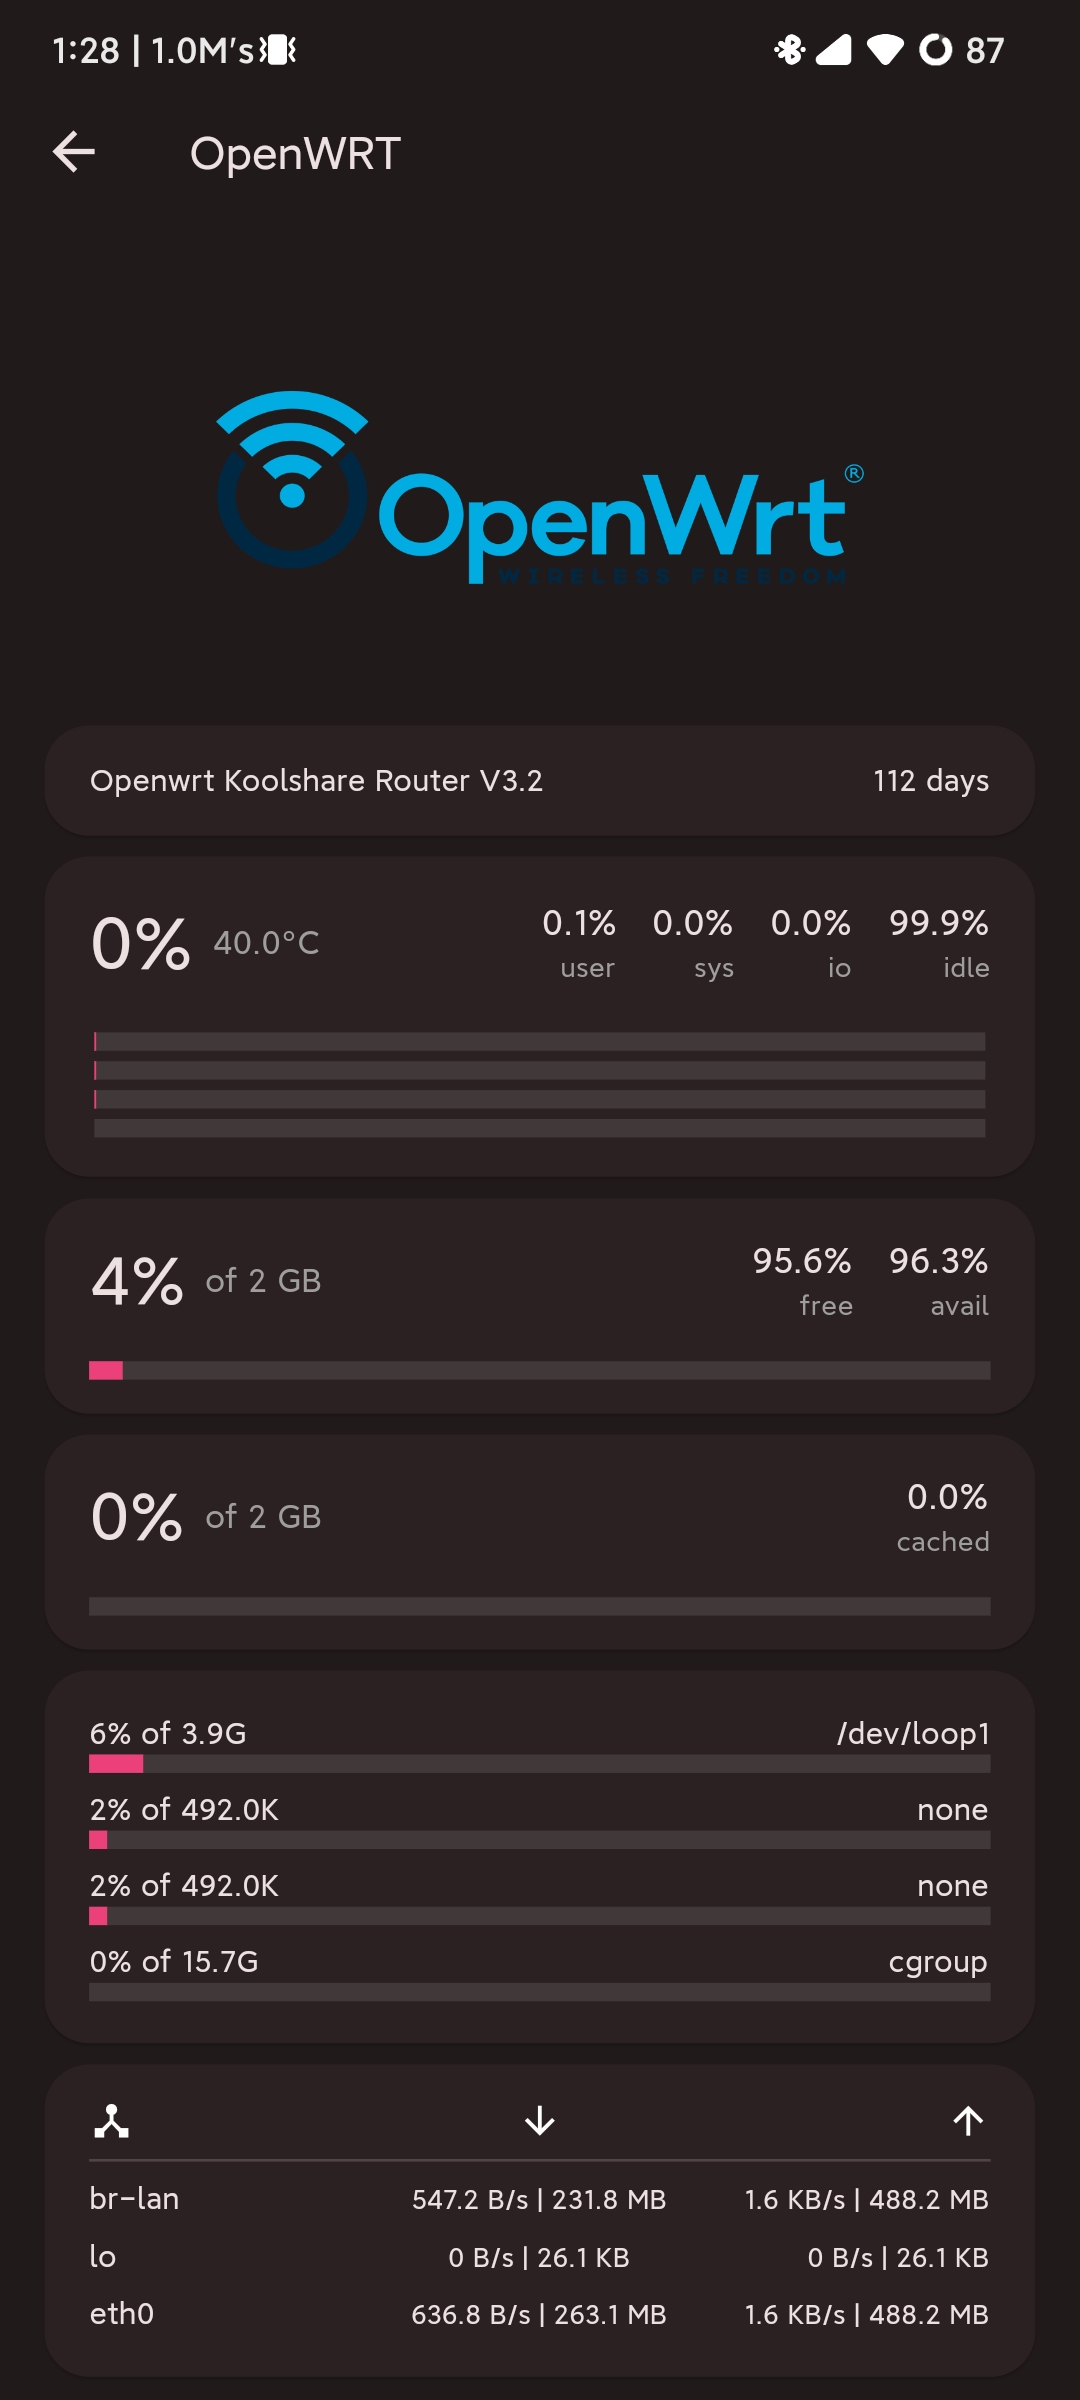 1:28 | 1.0M's 87
OpenWRT
OpenWrt®
WIRELESS FREEDOM
Openwrt Koolshare Router V3.2 112 days
0% 40.0°C 0.1% 0.0% 0.0% 99.9%
user sys io idle
4% of 2 GB 95.6% 96.3%
free avail
0% of 2 GB 0.0%
cached
6% of 3.9G /dev/loop1
2% of 492.0K none
2% of 492.0K none
0% of 15.7G cgroup
br-lan 547.2 B/s | 231.8 MB 1.6 KB/s | 488.2 MB
lo 0 B/s | 26.1 KB 0 B/s | 26.1 KB
eth0 636.8 B/s | 263.1 MB 1.6 KB/s | 488.2 MB